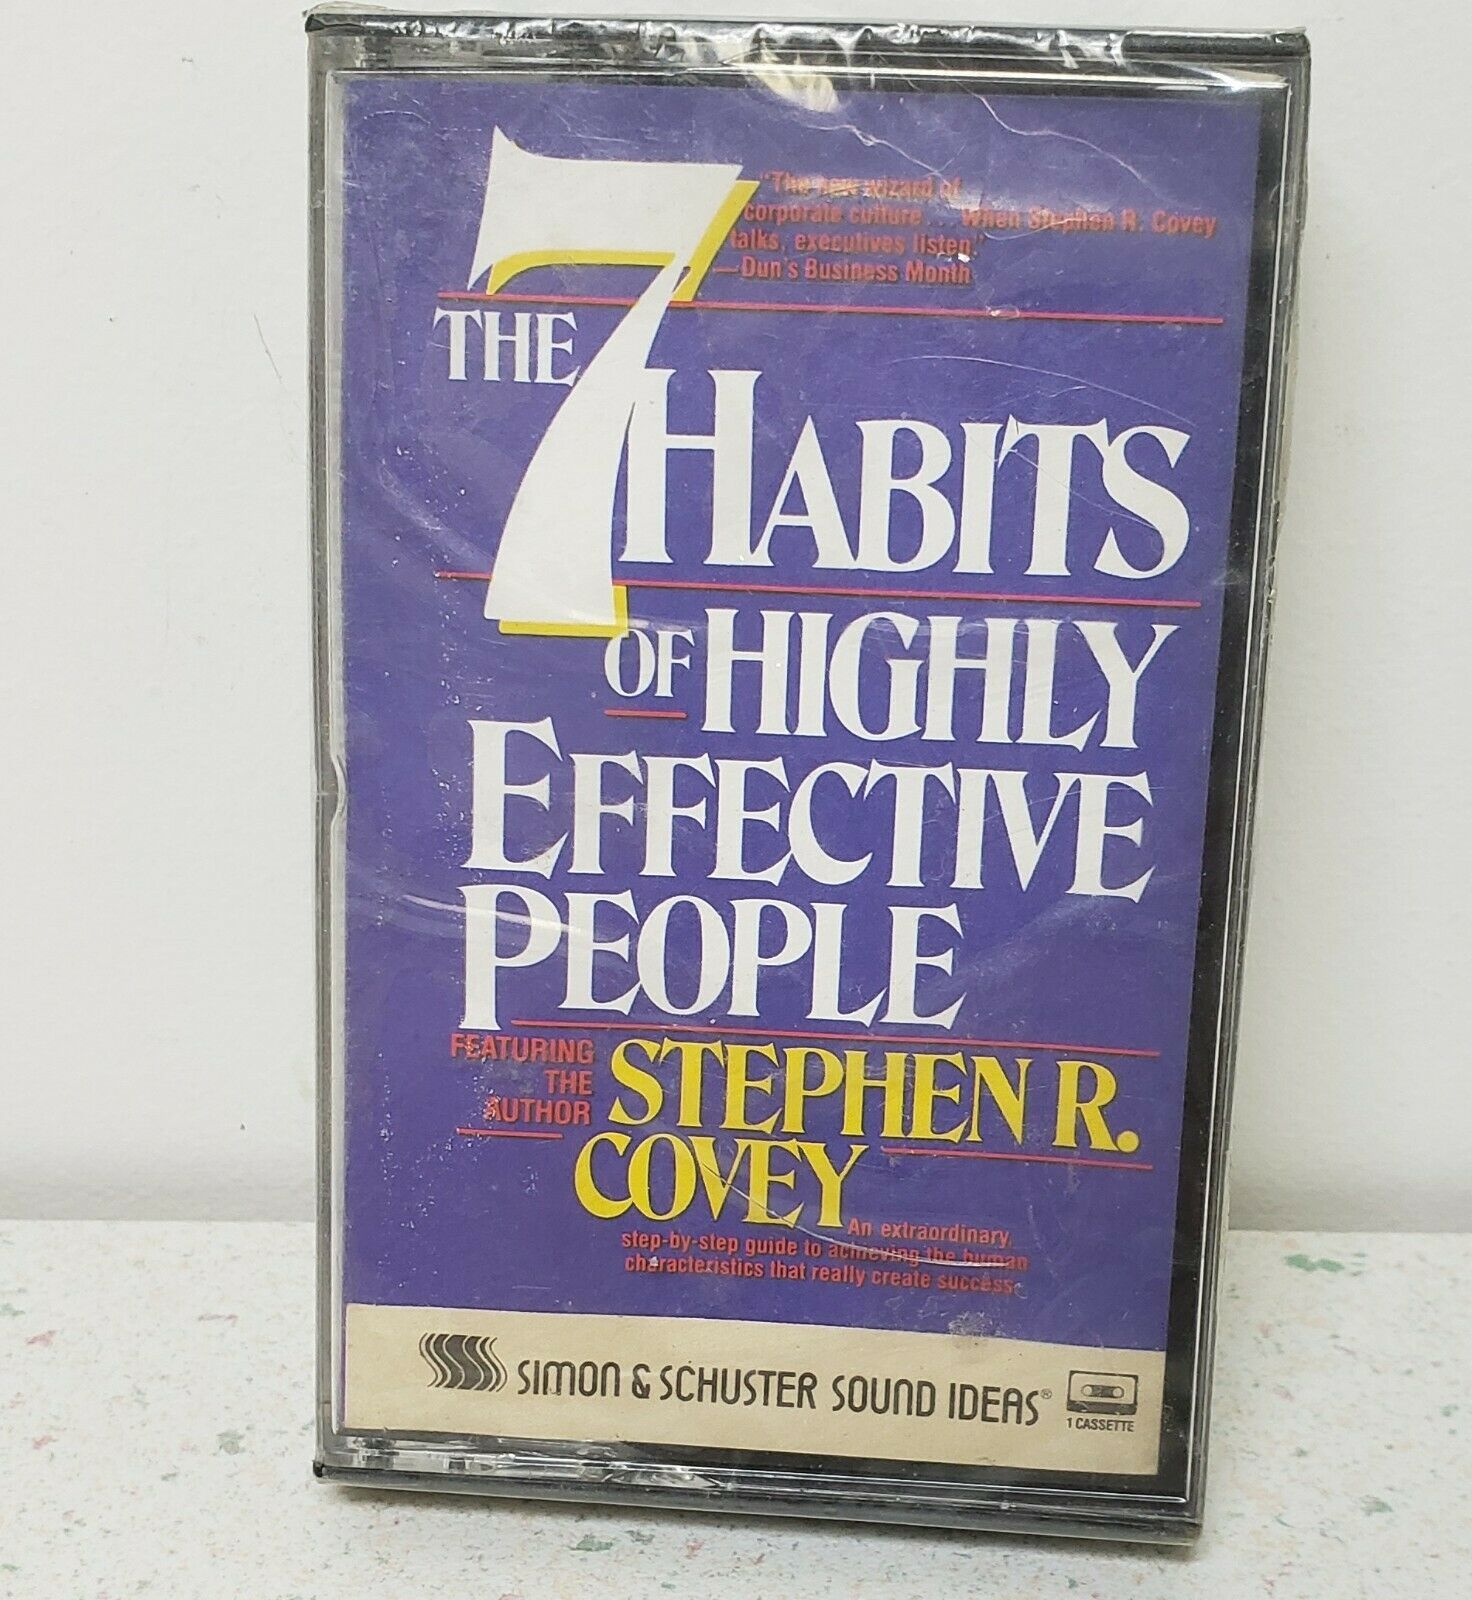 "The new wizard of
corporate culture... When Stephen R. Covey
talks, executives listen."
—Dun's Business Month
THE 7 HABITS
OF HIGHLY
EFFECTIVE
PEOPLE
FEATURING
THE
AUTHOR
STEPHEN R.
COVEY
An extraordinary,
step-by-step guide to achieving the human
characteristics that really create success
SIMON & SCHUSTER SOUND IDEAS®
1 CASSETTE